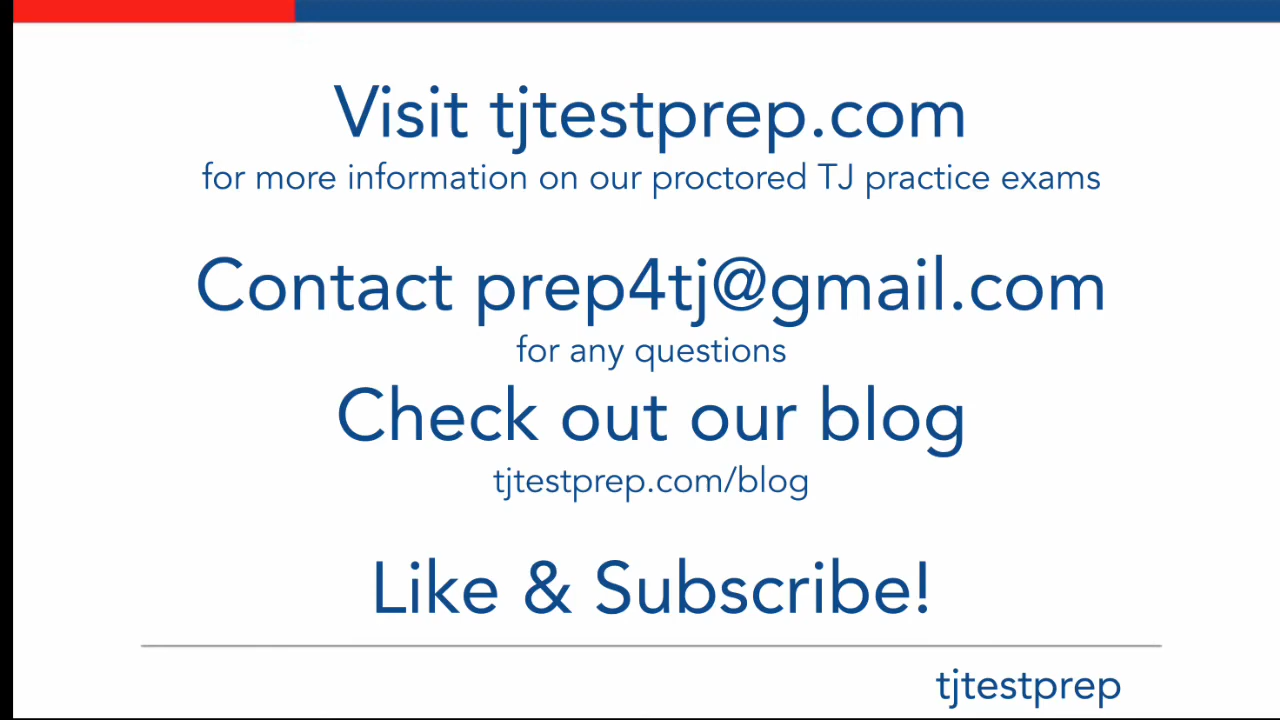 Visit tjtestprep.com
for more information on our proctored TJ practice exams
Contact prep4tj@gmail.com
for any questions
Check out our blog
tjtestprep.com/blog
Like & Subscribe!
tjtestprep